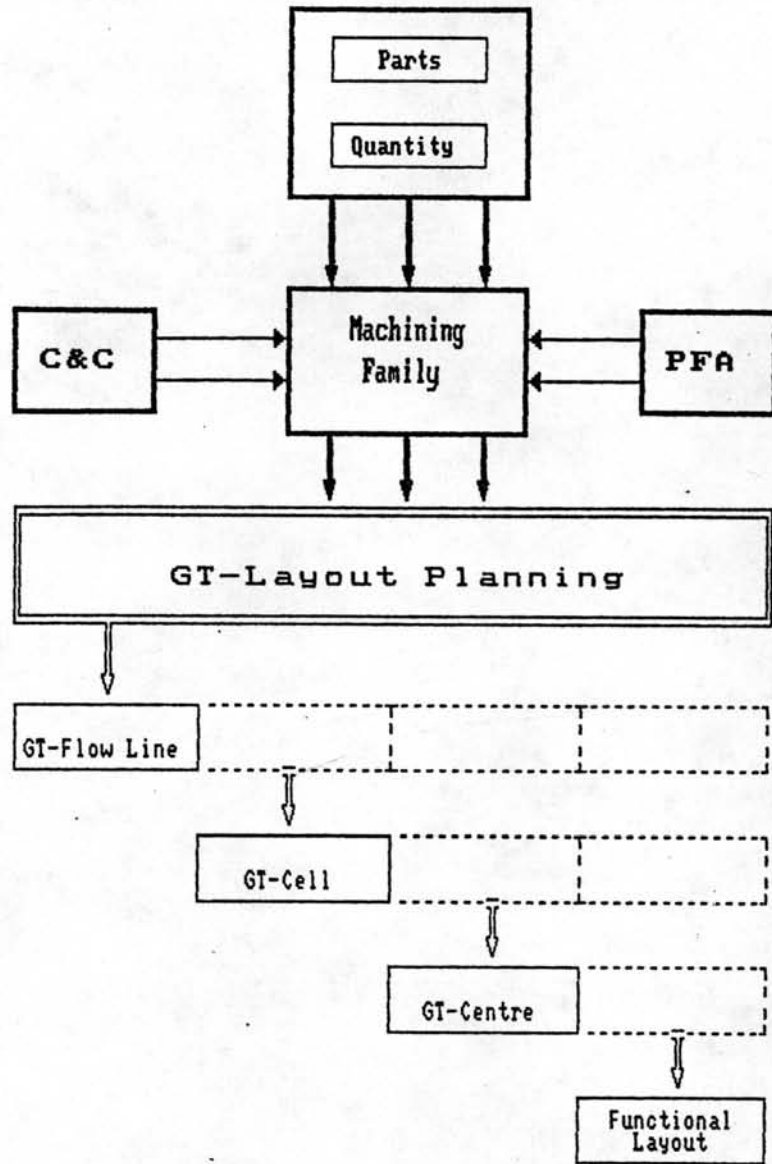 Parts
Quantity
Machining
Family
C&C
PFA
GT-Layout Planning
GT-Flow Line
GT-Cell
GT-Centre
Functional
Layout